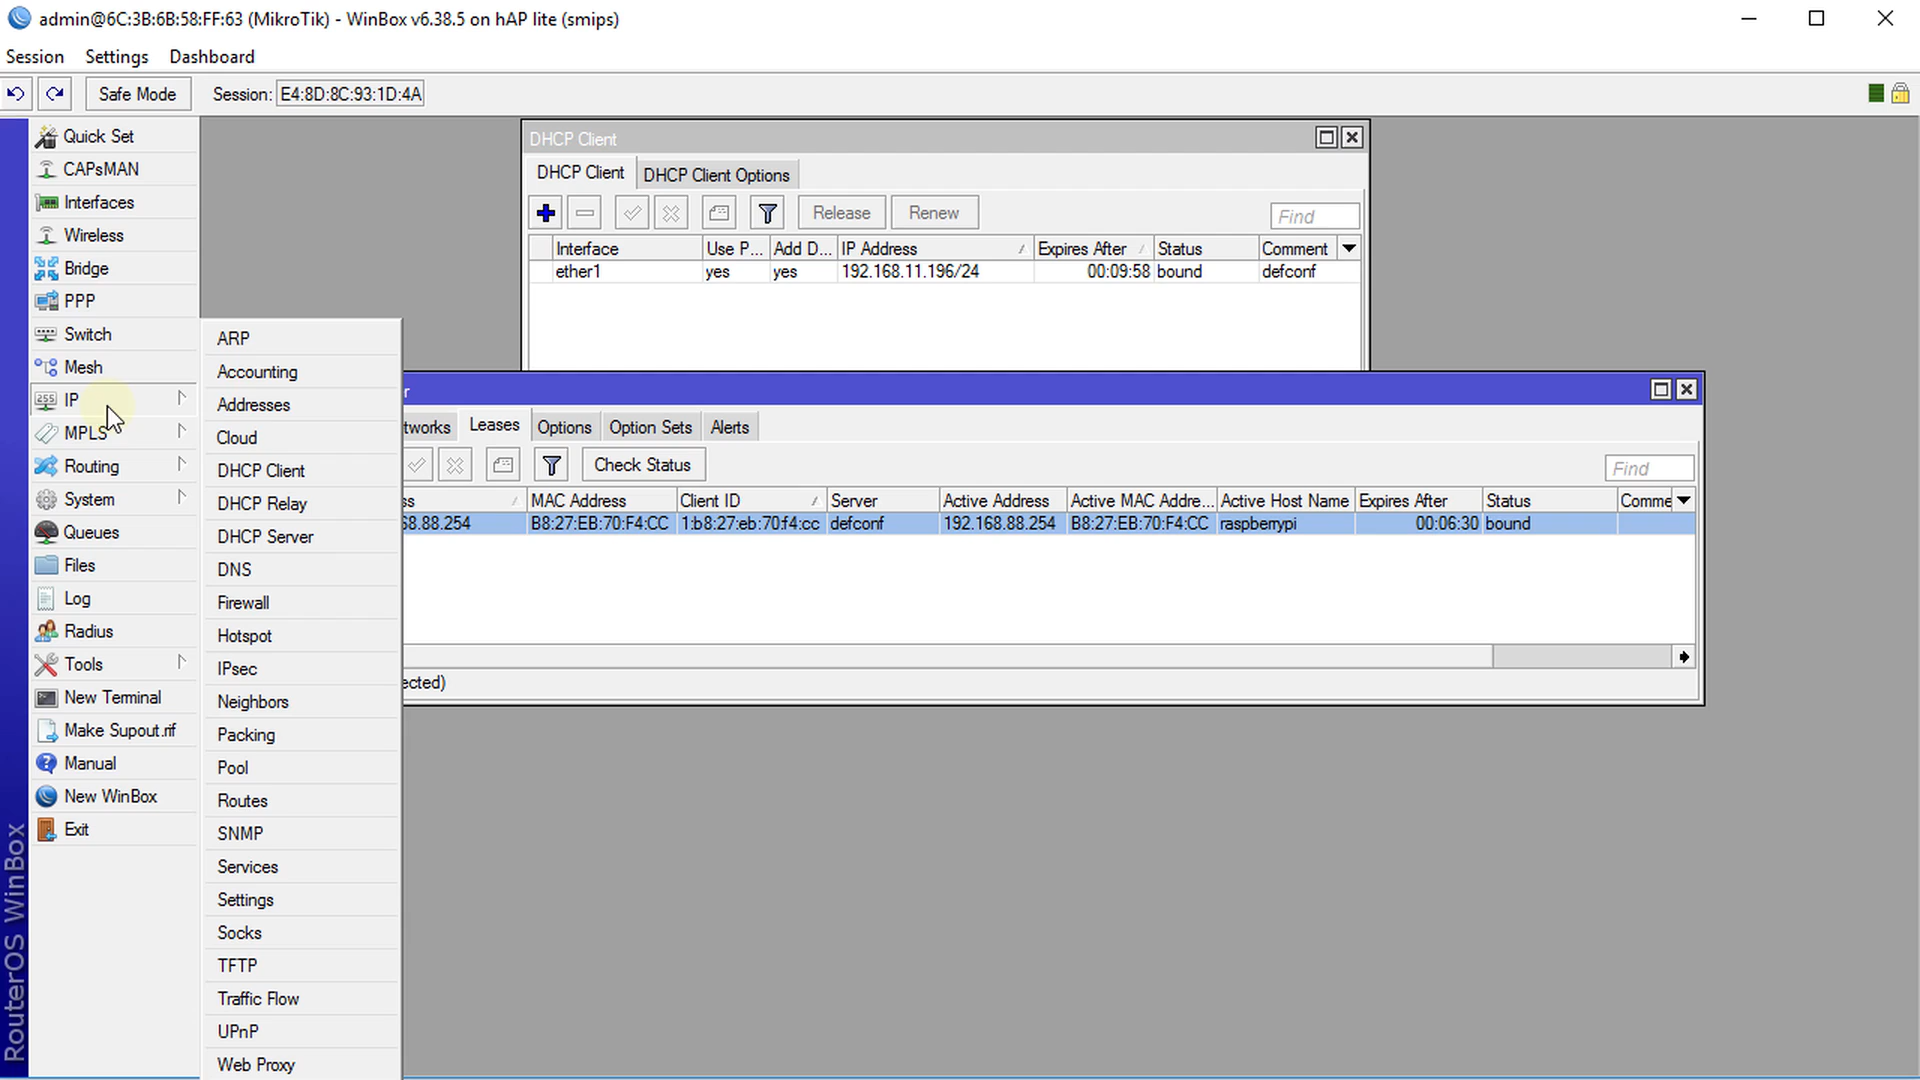 admin@6C:3B:6B:58:FF:63 (MikroTik) - WinBox v6.38.5 on hAP lite (smips)
Session Settings Dashboard
Safe Mode Session: E4:8D:8C:93:1D:4A
RouterOS WinBox
Quick Set
CAPsMAN
Interfaces
Wireless
Bridge
PPP
Switch
Mesh
255 IP
MPLS
Routing
System
Queues
Files
Log
Radius
Tools
New Terminal
Make Supout.rif
Manual
New WinBox
Exit
ARP
Accounting
Addresses
Cloud
DHCP Client
DHCP Relay
DHCP Server
DNS
Firewall
Hotspot
IPsec
Neighbors
Packing
Pool
Routes
SNMP
Services
Settings
Socks
TFTP
Traffic Flow
UPnP
Web Proxy
DHCP Client
DHCP Client DHCP Client Options
Release Renew Find
Interface Use P... Add D... IP Address Expires After Status Comment
ether1 yes yes 192.168.11.196/24 00:09:58 bound defconf
r
tworks Leases Options Option Sets Alerts
Check Status Find
ss MAC Address Client ID Server Active Address Active MAC Addre... Active Host Name Expires After Status Comme
68.88.254 B8:27:EB:70:F4:CC 1:b8:27:eb:70:f4:cc defconf 192.168.88.254 B8:27:EB:70:F4:CC raspberrypi 00:06:30 bound
ected)